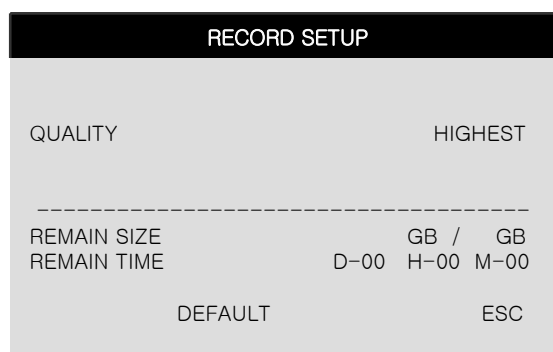 RECORD SETUP
QUALITY HIGHEST
--------------------------------------
REMAIN SIZE GB / GB
REMAIN TIME D-00 H-00 M-00
DEFAULT ESC